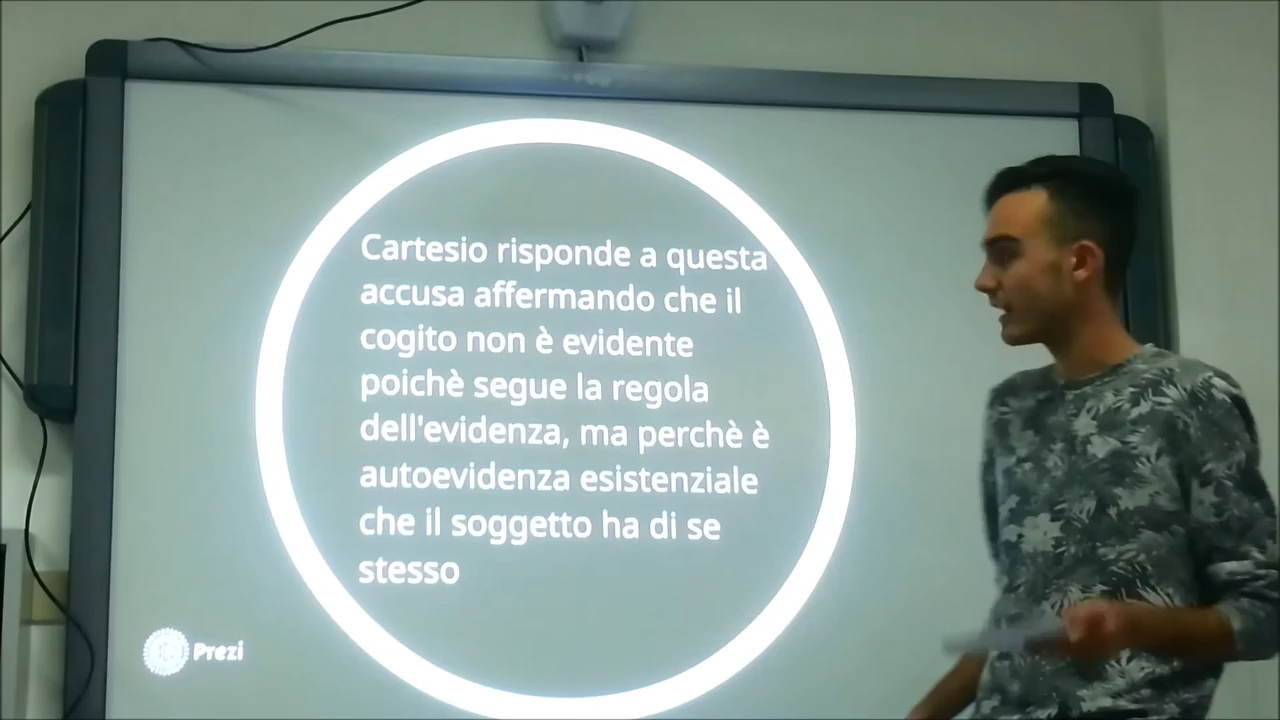 Cartesio risponde a questa
accusa affermando che il
cogito non è evidente
poichè segue la regola
dell'evidenza, ma perchè è
autoevidenza esistenziale
che il soggetto ha di se
stesso
Prezi